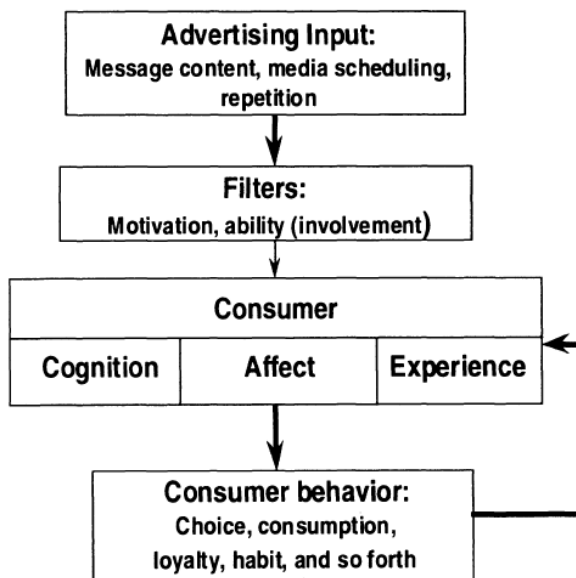 Advertising Input:
Message content, media scheduling,
repetition
Filters:
Motivation, ability (involvement)
Consumer
Cognition
Affect
Experience
Consumer behavior:
Choice, consumption,
loyalty, habit, and so forth